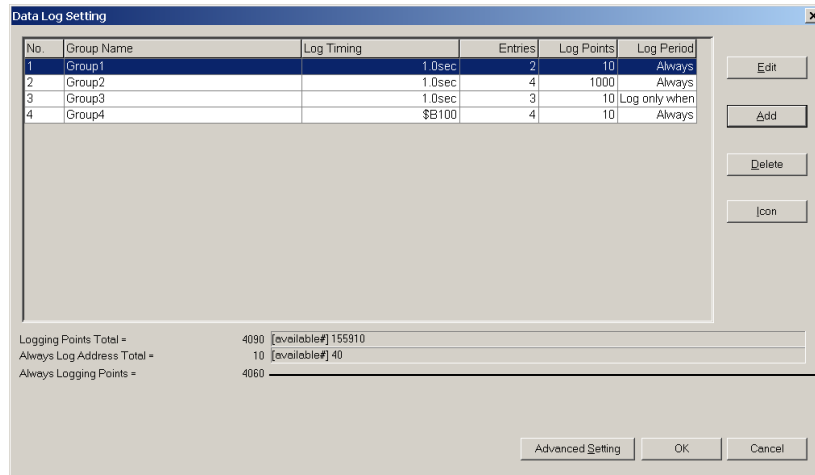 Data Log Setting
No. Group Name Log Timing Entries Log Points Log Period
1 Group1 1.0sec 2 10 Always
2 Group2 1.0sec 4 1000 Always
3 Group3 1.0sec 3 10 Log only when
4 Group4 $B100 4 10 Always
Edit
Add
Delete
Icon
Logging Points Total = 4090 [available#] 155910
Always Log Address Total = 10 [available#] 40
Always Logging Points = 4060
Advanced Setting OK Cancel